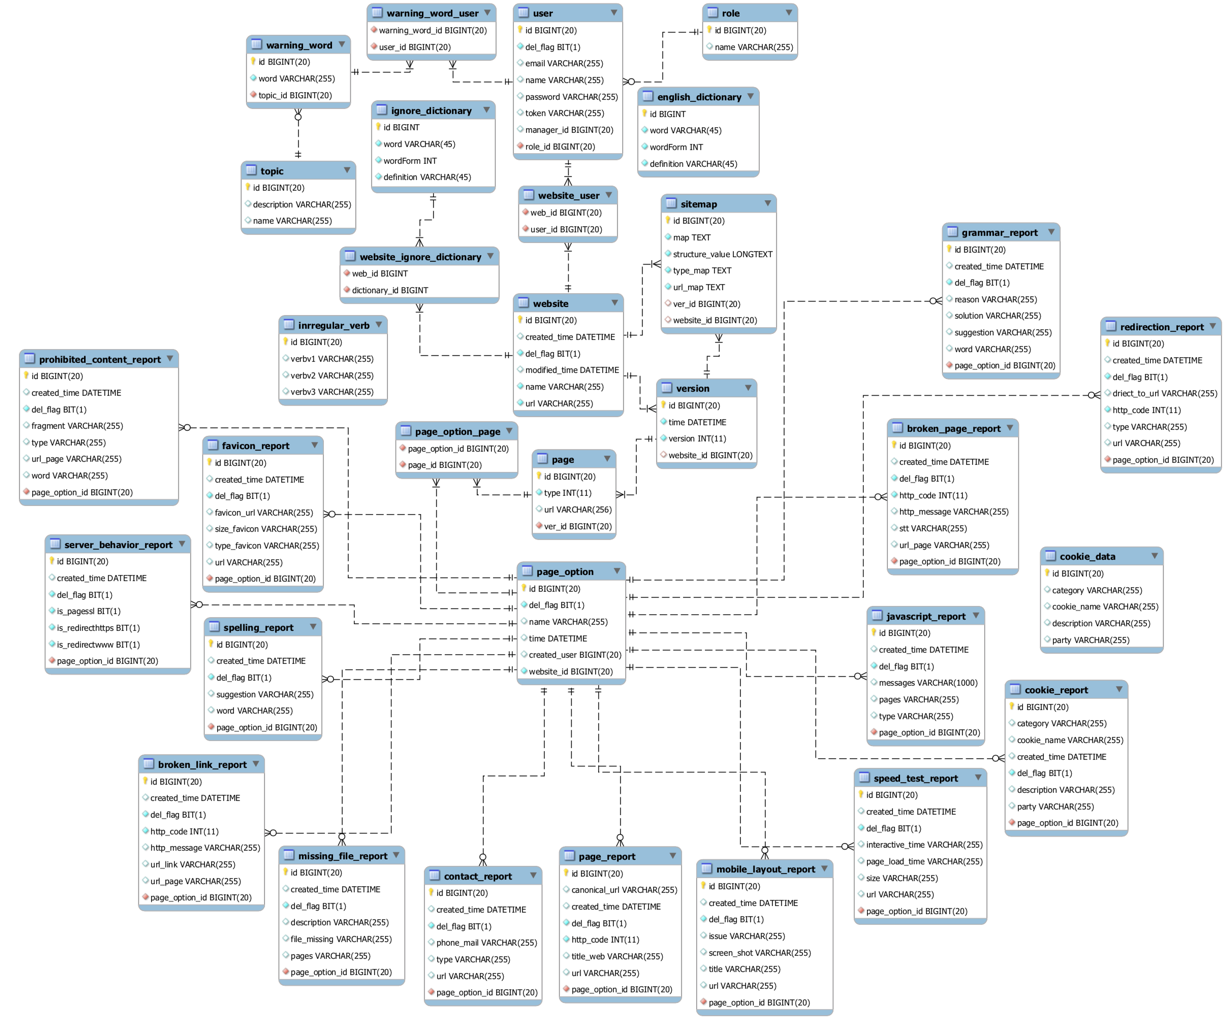 warning_word_user
warning_word_id BIGINT(20)
user_id BIGINT(20)
user
id BIGINT(20)
del_flag BIT(1)
email VARCHAR(255)
name VARCHAR(255)
password VARCHAR(255)
token VARCHAR(255)
manager_id BIGINT(20)
role_id BIGINT(20)
role
id BIGINT(20)
name VARCHAR(255)
warning_word
id BIGINT(20)
word VARCHAR(255)
topic_id BIGINT(20)
ignore_dictionary
id BIGINT
word VARCHAR(45)
wordForm INT
definition VARCHAR(45)
english_dictionary
id BIGINT
word VARCHAR(45)
wordForm INT
definition VARCHAR(45)
topic
id BIGINT(20)
description VARCHAR(255)
name VARCHAR(255)
website_user
web_id BIGINT(20)
user_id BIGINT(20)
sitemap
id BIGINT(20)
map TEXT
structure_value LONGTEXT
type_map TEXT
url_map TEXT
ver_id BIGINT(20)
website_id BIGINT(20)
grammar_report
id BIGINT(20)
created_time DATETIME
del_flag BIT(1)
reason VARCHAR(255)
solution VARCHAR(255)
suggestion VARCHAR(255)
word VARCHAR(255)
page_option_id BIGINT(20)
website_ignore_dictionary
web_id BIGINT
dictionary_id BIGINT
website
id BIGINT(20)
created_time DATETIME
del_flag BIT(1)
modified_time DATETIME
name VARCHAR(255)
url VARCHAR(255)
inrregular_verb
id BIGINT(20)
verbv1 VARCHAR(255)
verbv2 VARCHAR(255)
verbv3 VARCHAR(255)
redirection_report
id BIGINT(20)
created_time DATETIME
del_flag BIT(1)
driect_to_url VARCHAR(255)
http_code INT(11)
type VARCHAR(255)
url VARCHAR(255)
page_option_id BIGINT(20)
prohibited_content_report
id BIGINT(20)
created_time DATETIME
del_flag BIT(1)
fragment VARCHAR(255)
type VARCHAR(255)
url_page VARCHAR(255)
word VARCHAR(255)
page_option_id BIGINT(20)
version
id BIGINT(20)
time DATETIME
version INT(11)
website_id BIGINT(20)
page_option_page
page_option_id BIGINT(20)
page_id BIGINT(20)
page
id BIGINT(20)
type INT(11)
url VARCHAR(256)
ver_id BIGINT(20)
favicon_report
id BIGINT(20)
created_time DATETIME
del_flag BIT(1)
favicon_url VARCHAR(255)
size_favicon VARCHAR(255)
type_favicon VARCHAR(255)
url VARCHAR(255)
page_option_id BIGINT(20)
broken_page_report
id BIGINT(20)
created_time DATETIME
del_flag BIT(1)
http_code INT(11)
http_message VARCHAR(255)
stt VARCHAR(255)
url_page VARCHAR(255)
page_option_id BIGINT(20)
server_behavior_report
id BIGINT(20)
created_time DATETIME
del_flag BIT(1)
is_pagessl BIT(1)
is_redirecthttps BIT(1)
is_redirectwww BIT(1)
page_option_id BIGINT(20)
page_option
id BIGINT(20)
del_flag BIT(1)
name VARCHAR(255)
time DATETIME
created_user BIGINT(20)
website_id BIGINT(20)
cookie_data
id BIGINT(20)
category VARCHAR(255)
cookie_name VARCHAR(255)
description VARCHAR(255)
party VARCHAR(255)
spelling_report
id BIGINT(20)
created_time DATETIME
del_flag BIT(1)
suggestion VARCHAR(255)
word VARCHAR(255)
page_option_id BIGINT(20)
javascript_report
id BIGINT(20)
created_time DATETIME
del_flag BIT(1)
messages VARCHAR(1000)
pages VARCHAR(255)
type VARCHAR(255)
page_option_id BIGINT(20)
cookie_report
id BIGINT(20)
category VARCHAR(255)
cookie_name VARCHAR(255)
created_time DATETIME
del_flag BIT(1)
description VARCHAR(255)
party VARCHAR(255)
page_option_id BIGINT(20)
broken_link_report
id BIGINT(20)
created_time DATETIME
del_flag BIT(1)
http_code INT(11)
http_message VARCHAR(255)
url_link VARCHAR(255)
url_page VARCHAR(255)
page_option_id BIGINT(20)
speed_test_report
id BIGINT(20)
created_time DATETIME
del_flag BIT(1)
interactive_time VARCHAR(255)
page_load_time VARCHAR(255)
size VARCHAR(255)
url VARCHAR(255)
page_option_id BIGINT(20)
missing_file_report
id BIGINT(20)
created_time DATETIME
del_flag BIT(1)
description VARCHAR(255)
file_missing VARCHAR(255)
pages VARCHAR(255)
page_option_id BIGINT(20)
contact_report
id BIGINT(20)
created_time DATETIME
del_flag BIT(1)
phone_mail VARCHAR(255)
type VARCHAR(255)
url VARCHAR(255)
page_option_id BIGINT(20)
page_report
id BIGINT(20)
canonical_url VARCHAR(255)
created_time DATETIME
del_flag BIT(1)
http_code INT(11)
title_web VARCHAR(255)
url VARCHAR(255)
page_option_id BIGINT(20)
mobile_layout_report
id BIGINT(20)
created_time DATETIME
del_flag BIT(1)
issue VARCHAR(255)
screen_shot VARCHAR(255)
title VARCHAR(255)
url VARCHAR(255)
page_option_id BIGINT(20)